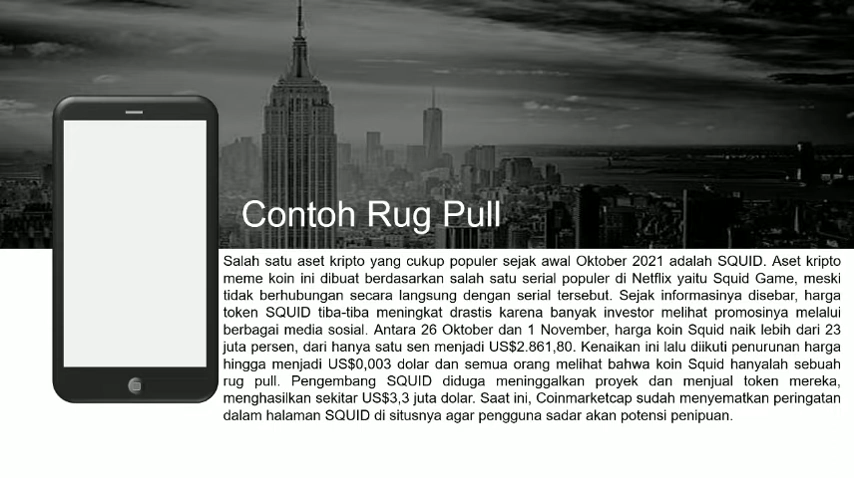 Contoh Rug Pull
Salah satu aset kripto yang cukup populer sejak awal Oktober 2021 adalah SQUID. Aset kripto
meme koin ini dibuat berdasarkan salah satu serial populer di Netflix yaitu Squid Game, meski
tidak berhubungan secara langsung dengan serial tersebut. Sejak informasinya disebar, harga
token SQUID tiba-tiba meningkat drastis karena banyak investor melihat promosinya melalui
berbagai media sosial. Antara 26 Oktober dan 1 November, harga koin Squid naik lebih dari 23
juta persen, dari hanya satu sen menjadi US$2.861,80. Kenaikan ini lalu diikuti penurunan harga
hingga menjadi US$0,003 dolar dan semua orang melihat bahwa koin Squid hanyalah sebuah
rug pull. Pengembang SQUID diduga meninggalkan proyek dan menjual token mereka,
menghasilkan sekitar US$3,3 juta dolar. Saat ini, Coinmarketcap sudah menyematkan peringatan
dalam halaman SQUID di situsnya agar pengguna sadar akan potensi penipuan.